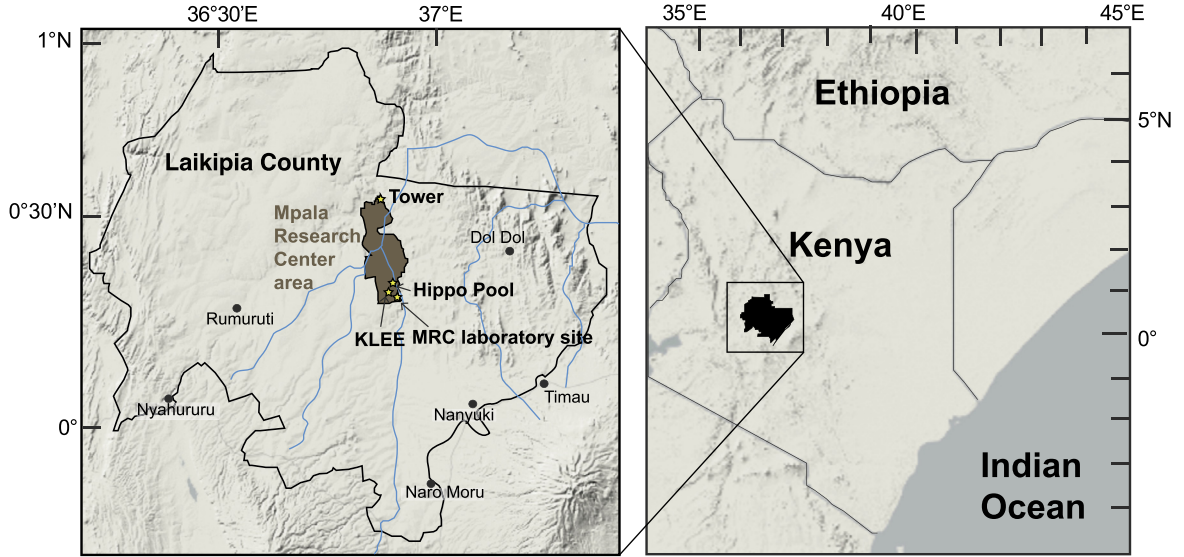 36°30’E
37°E
35°E
40°E
45°E
1°N
0°30’N
0°
Laikipia County
Mpala
Research
Center
area
Tower
Dol Dol
Hippo Pool
KLEE
MRC laboratory site
Rumuruti
Nyahururu
Timau
Nanyuki
Naro Moru
Ethiopia
5°N
Kenya
0°
Indian
Ocean